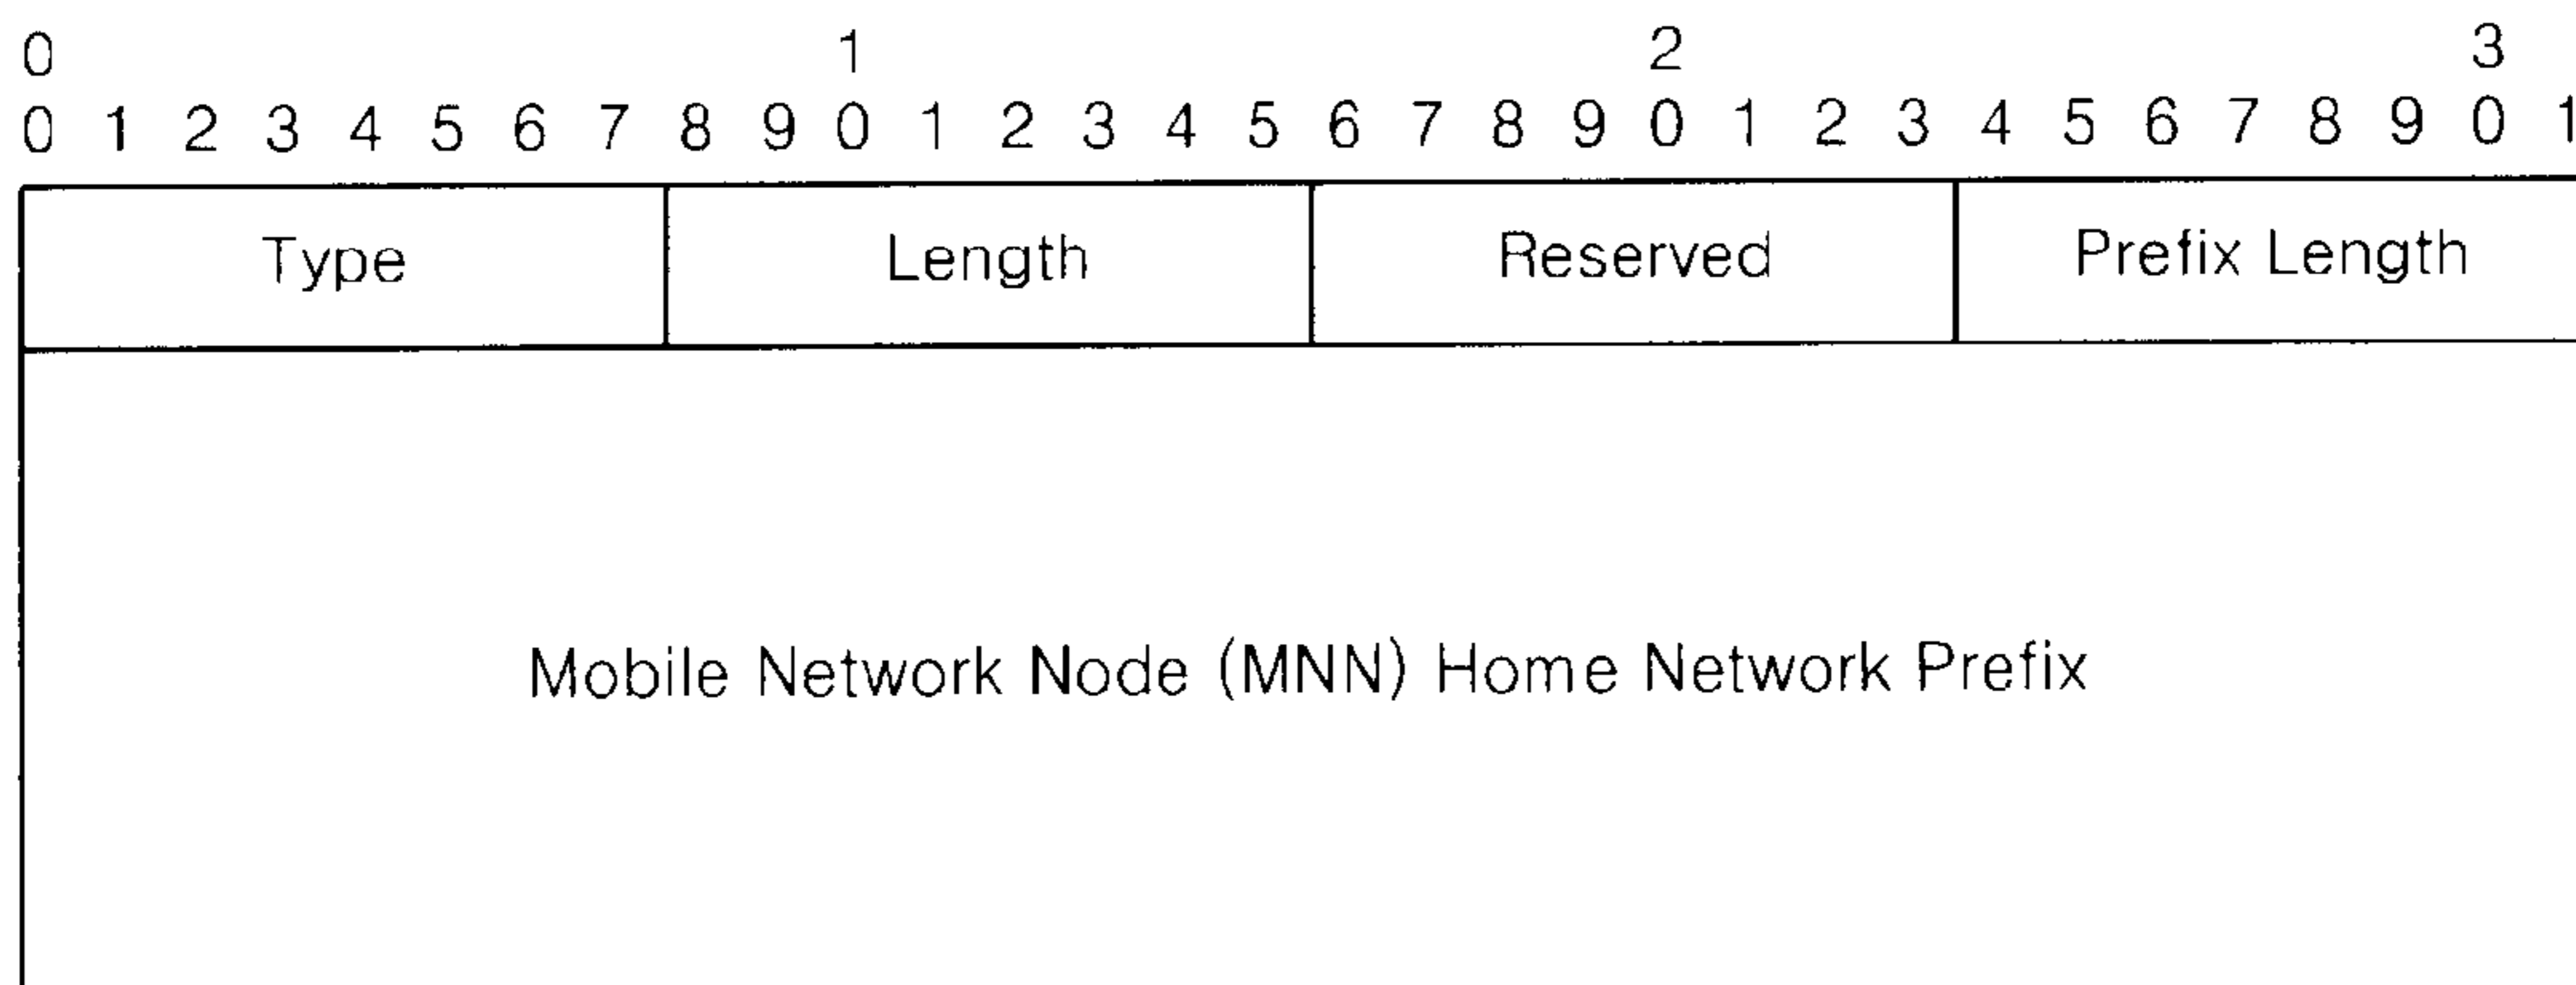 0 1 2 3
0 1 2 3 4 5 6 7 8 9 0 1 2 3 4 5 6 7 8 9 0 1 2 3 4 5 6 7 8 9 0 1
Type Length Reserved Prefix Length
Mobile Network Node (MNN) Home Network Prefix